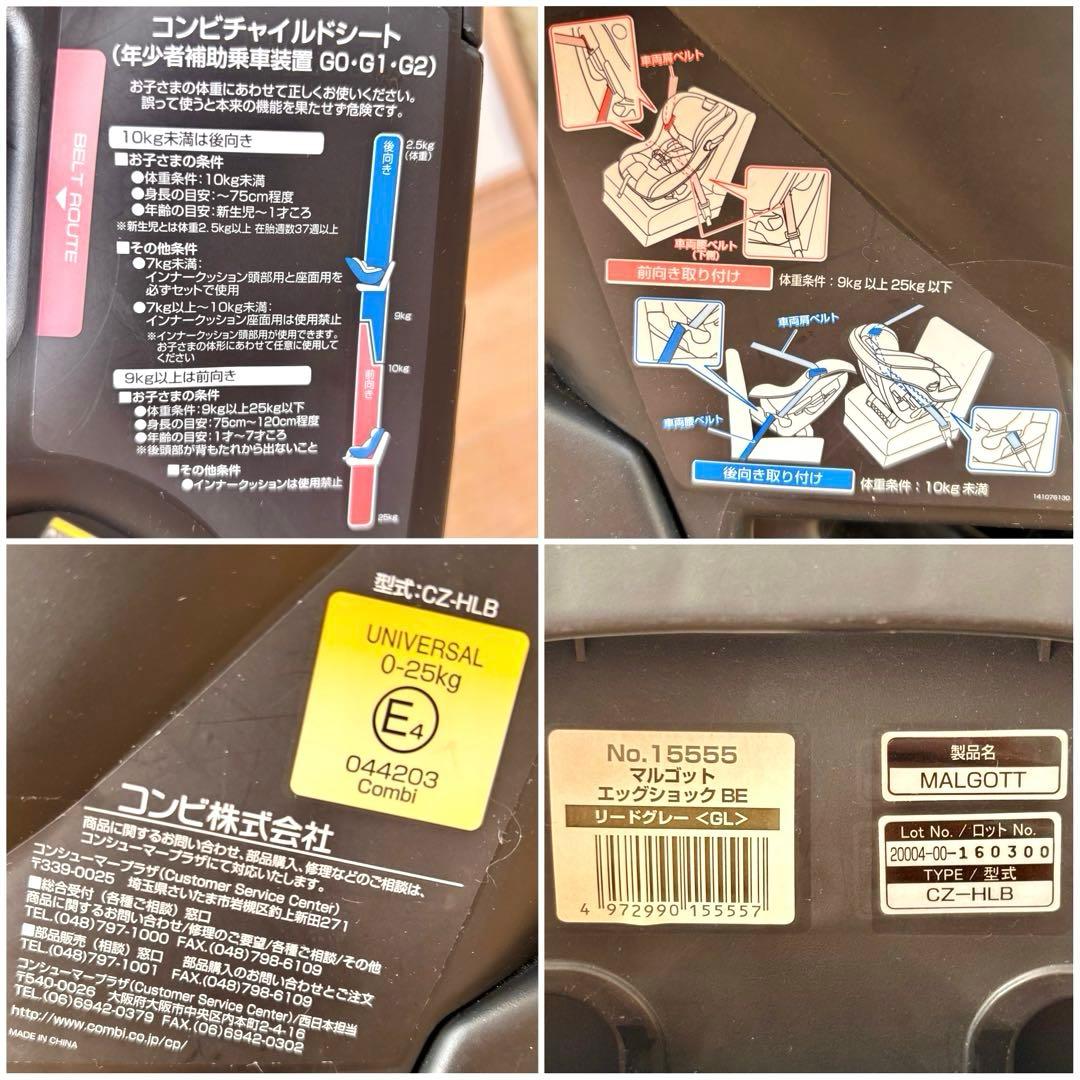 コンビチャイルドシート
(年少者補助乗車装置 G0・G1・G2)
お子さまの体重にあわせて正しくお使いください。
誤って使うと本来の機能を果たせず危険です。
BELT ROUTE
10kg未満は後向き
■お子さまの条件
●体重条件:10kg未満
●身長の目安:～75cm程度
●年齢の目安:新生児～1才ころ
※新生児とは体重2.5kg以上 在胎週数37週以上
■その他条件
●7kg未満:
インナークッション頭部用と座面用を
必ずセットで使用
●7kg以上～10kg未満:
インナークッション座面用は使用禁止
※インナークッション頭部用が使用できます。
お子さまの体形にあわせて任意に使用して
ください
9kg以上は前向き
■お子さまの条件
●体重条件:9kg以上25kg以下
●身長の目安:75cm～120cm程度
●年齢の目安:1才～7才ころ
※後頭部が背もたれから出ないこと
■その他条件
●インナークッションは使用禁止
後向き
2.5kg
(体重)
9kg
10kg
前向き
25kg
車両肩ベルト
車両腰ベルト
(下側)
前向き取り付け
体重条件:9kg以上25kg以下
車両肩ベルト
車両腰ベルト
後向き取り付け
体重条件:10kg未満
141076130
型式:CZ-HLB
UNIVERSAL
0-25kg
E4
044203
Combi
コンビ株式会社
商品に関するお問い合わせ、部品購入、修理などのご相談は、
コンシューマープラザにて対応いたします。
コンシューマープラザ(Customer Service Center)
〒339-0025 埼玉県さいたま市岩槻区釣上新田271
■総合受付(各種ご相談)窓口
商品に関するお問い合わせ/修理のご要望/各種ご相談/その他
TEL.(048)797-1000 FAX.(048)798-6109
■部品販売(相談)窓口 部品購入のお問い合わせとご注文
TEL.(048)797-1001 FAX.(048)798-6109
コンシューマープラザ(Customer Service Center)/西日本担当
〒540-0026 大阪府大阪市中央区内本町2-4-16
TEL.(06)6942-0379 FAX.(06)6942-0302
http://www.combi.co.jp/cp/
MADE IN CHINA
No.15555
マルゴット
エッグショック BE
リードグレー <GL>
4 972990 155557
製品名
MALGOTT
Lot No. / ロット No.
20004-00-160300
TYPE / 型式
CZ-HLB